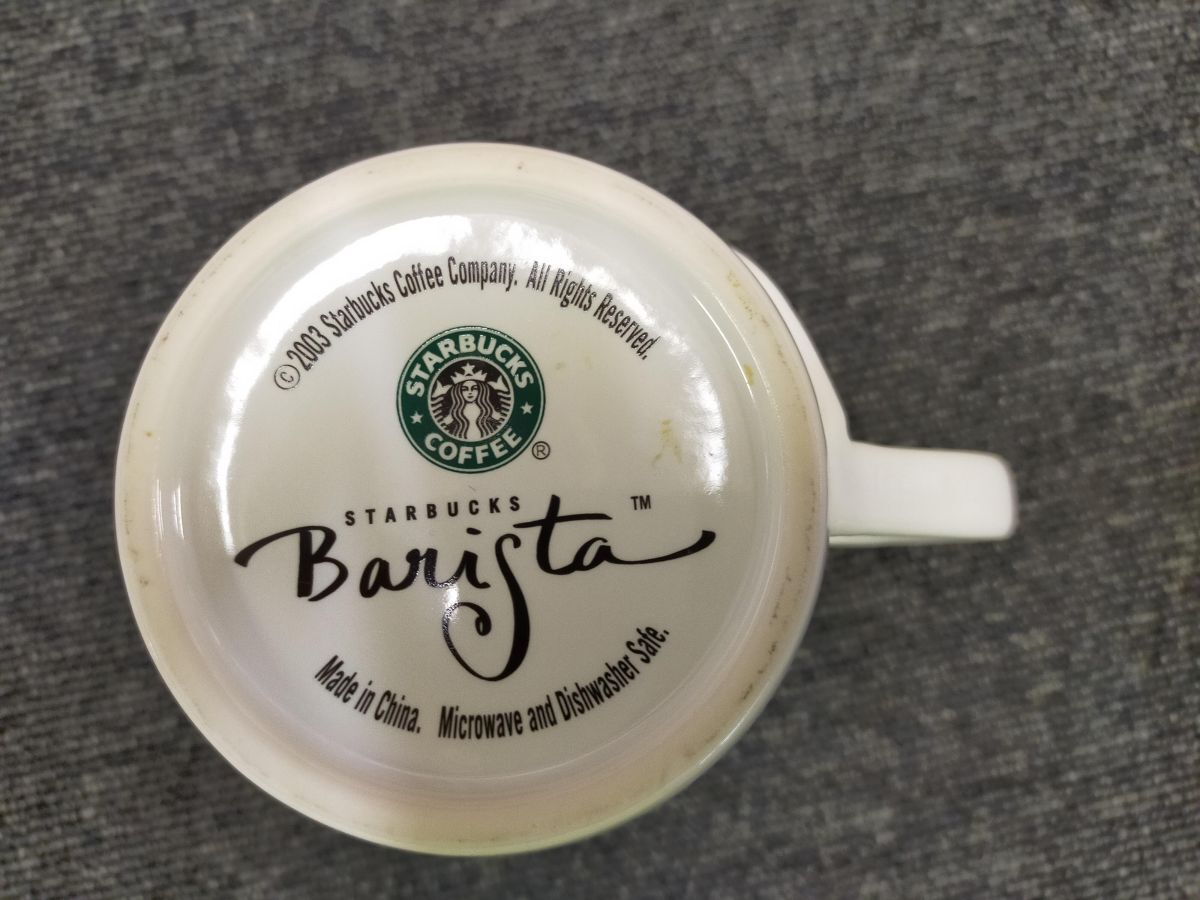 © 2003 Starbucks Coffee Company. All Rights Reserved.
STARBUCKS
COFFEE
®
STARBUCKS
Barista ™
Made in China. Microwave and Dishwasher Safe.